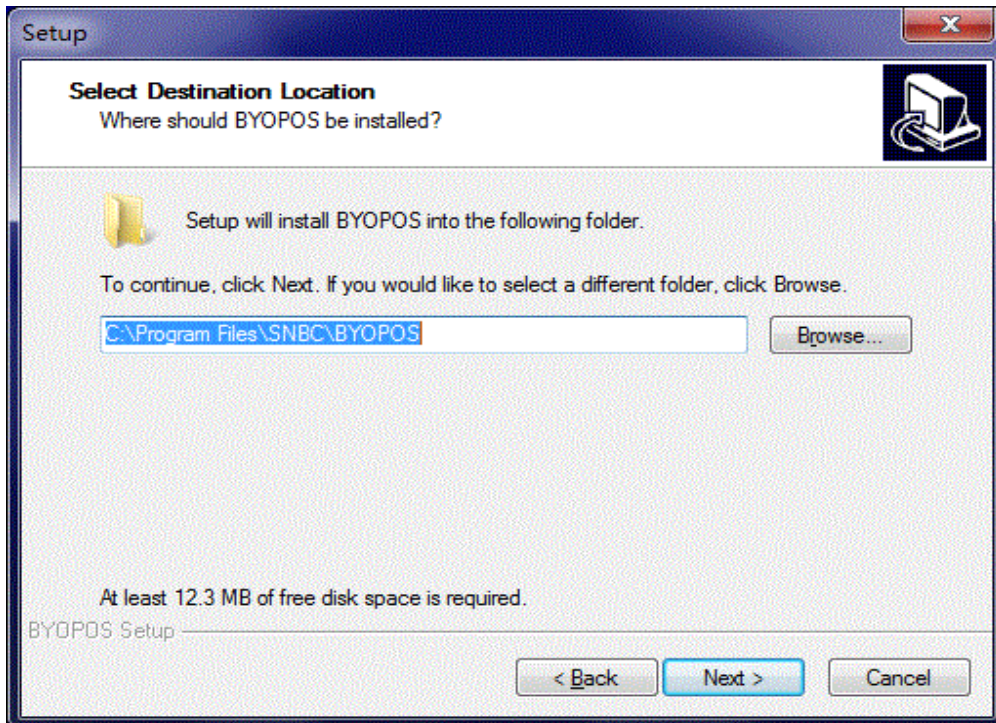 Setup
Select Destination Location
Where should BYOPOS be installed?
Setup will install BYOPOS into the following folder.
To continue, click Next. If you would like to select a different folder, click Browse.
C:\Program Files\SNBC\BYOPOS
Browse...
At least 12.3 MB of free disk space is required.
BYOPOS Setup
< Back
Next >
Cancel